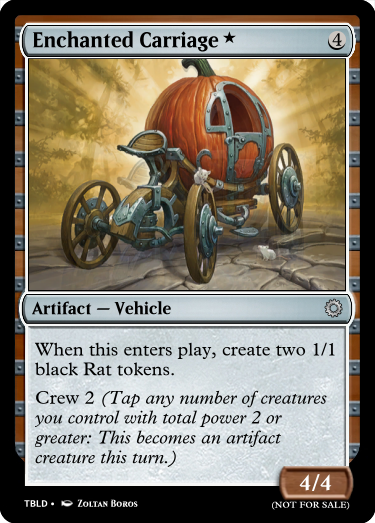 Enchanted Carriage ★ 4
Artifact — Vehicle
When this enters play, create two 1/1
black Rat tokens.
Crew 2 (Tap any number of creatures
you control with total power 2 or
greater: This becomes an artifact
creature this turn.)
4/4
TBLD • Zoltan Boros
(NOT FOR SALE)